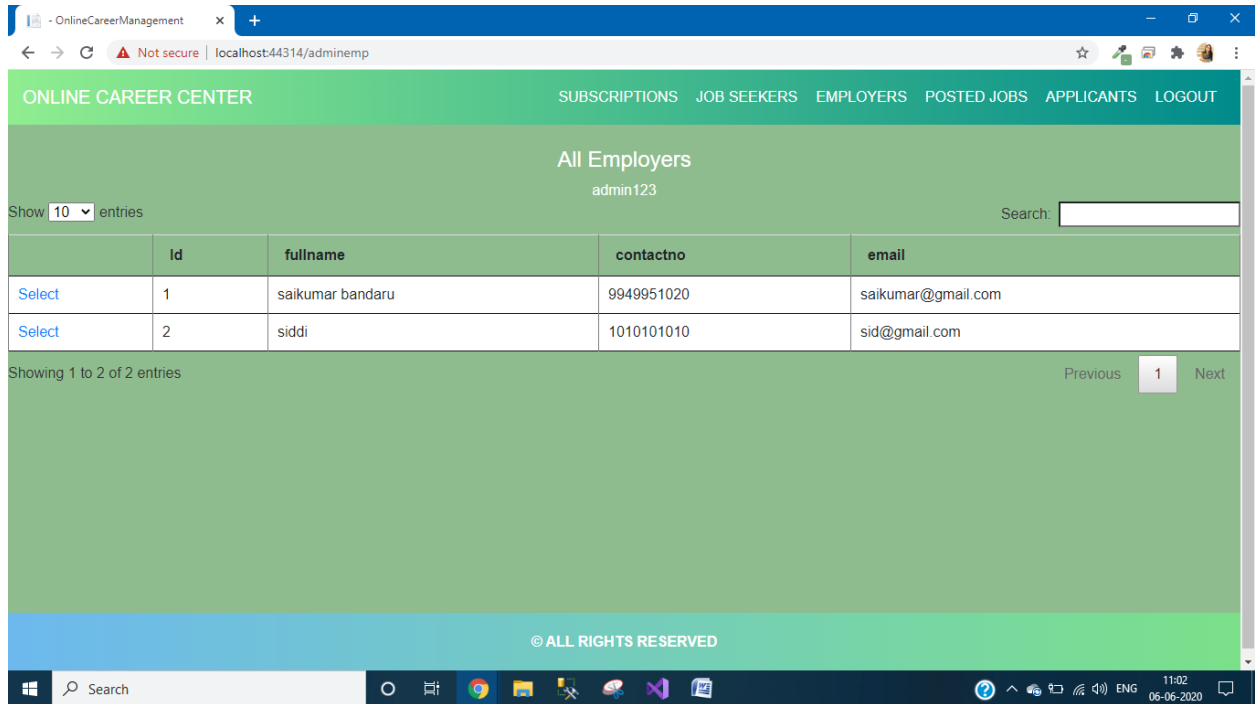 - OnlineCareerManagement
Not secure | localhost:44314/adminemp
ONLINE CAREER CENTER SUBSCRIPTIONS JOB SEEKERS EMPLOYERS POSTED JOBS APPLICANTS LOGOUT
All Employers
admin123
Show 10 entries Search:
Id fullname contactno email
Select 1 saikumar bandaru 9949951020 saikumar@gmail.com
Select 2 siddi 1010101010 sid@gmail.com
Showing 1 to 2 of 2 entries Previous 1 Next
© ALL RIGHTS RESERVED
Search ENG 11:02
06-06-2020